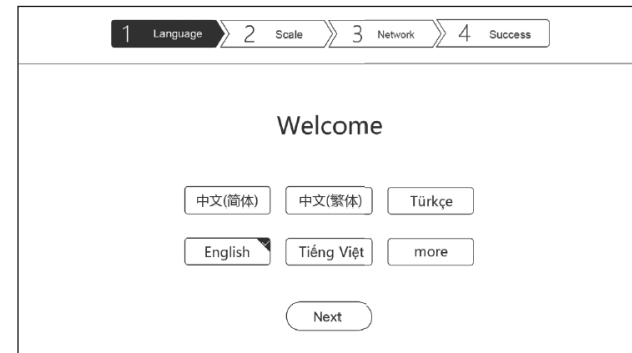 1 Language 2 Scale 3 Network 4 Success
Welcome
中文(简体) 中文(繁体) Türkçe
English Tiếng Việt more
Next